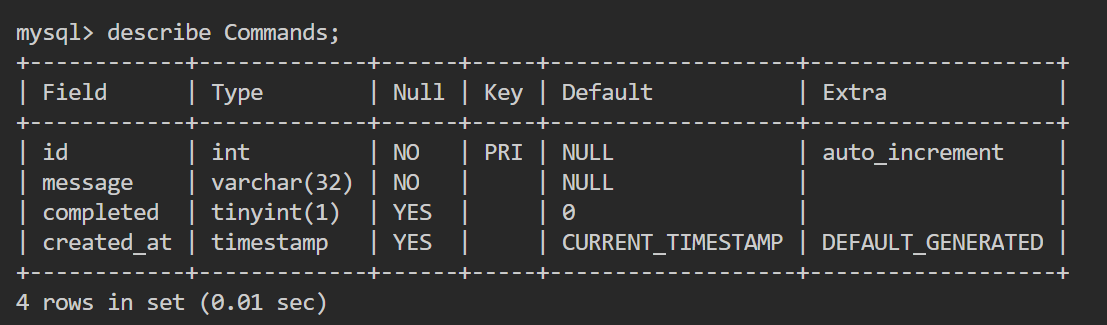 mysql> describe Commands;
+------------+-------------+------+-----+-------------------+-------------------+
| Field      | Type        | Null | Key | Default           | Extra             |
+------------+-------------+------+-----+-------------------+-------------------+
| id         | int         | NO   | PRI | NULL              | auto_increment    |
| message    | varchar(32) | NO   |     | NULL              |                   |
| completed  | tinyint(1)  | YES  |     | 0                 |                   |
| created_at | timestamp   | YES  |     | CURRENT_TIMESTAMP | DEFAULT_GENERATED |
+------------+-------------+------+-----+-------------------+-------------------+
4 rows in set (0.01 sec)